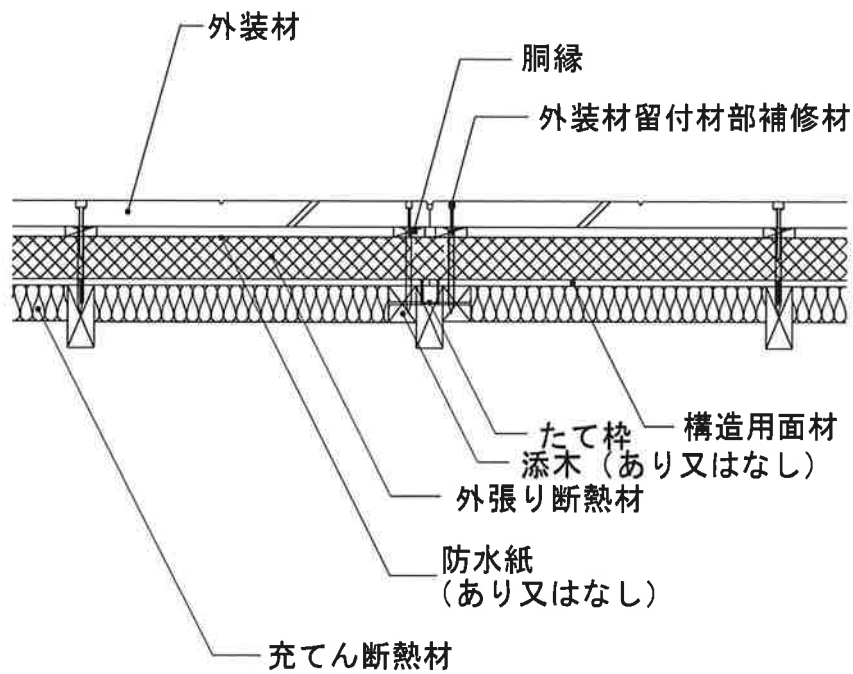 外装材
胴縁
外装材留付材部補修材
たて枠
構造用面材
添木（あり又はなし）
外張り断熱材
防水紙
（あり又はなし）
充てん断熱材